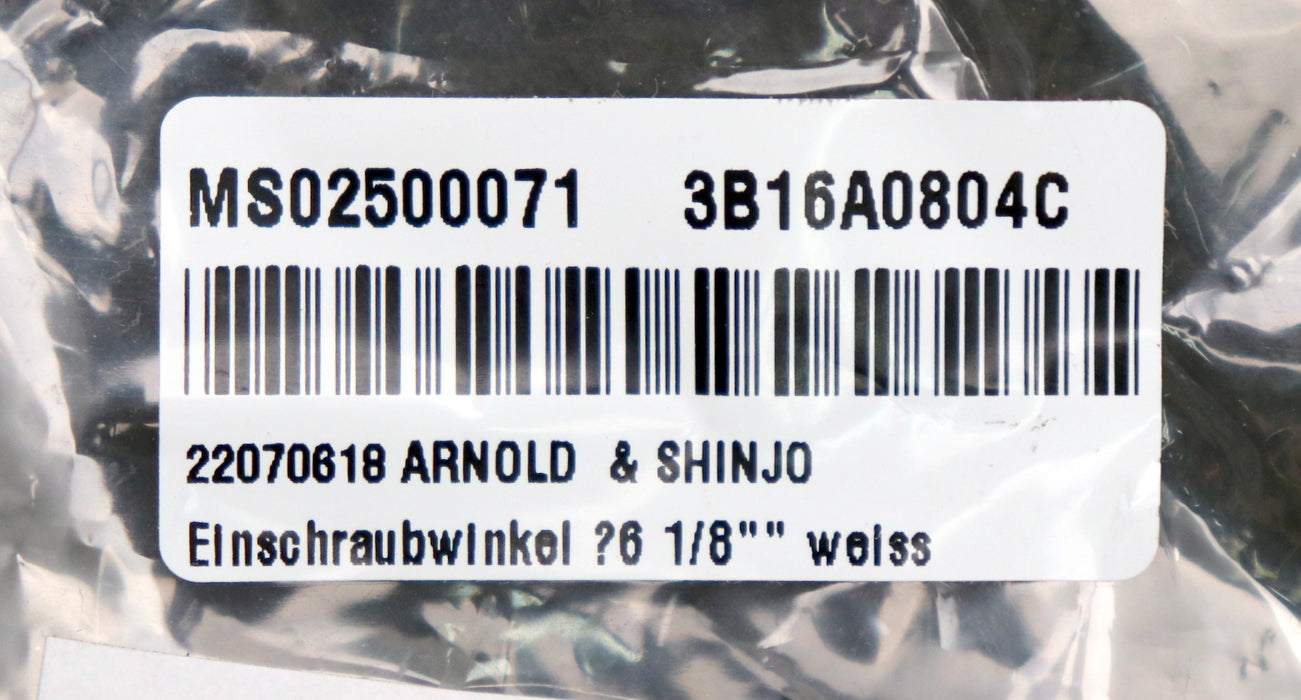 MS02500071 3B16A0804C
22070618 ARNOLD & SHINJO
Einschraubwinkel ?6 1/8"" weiss